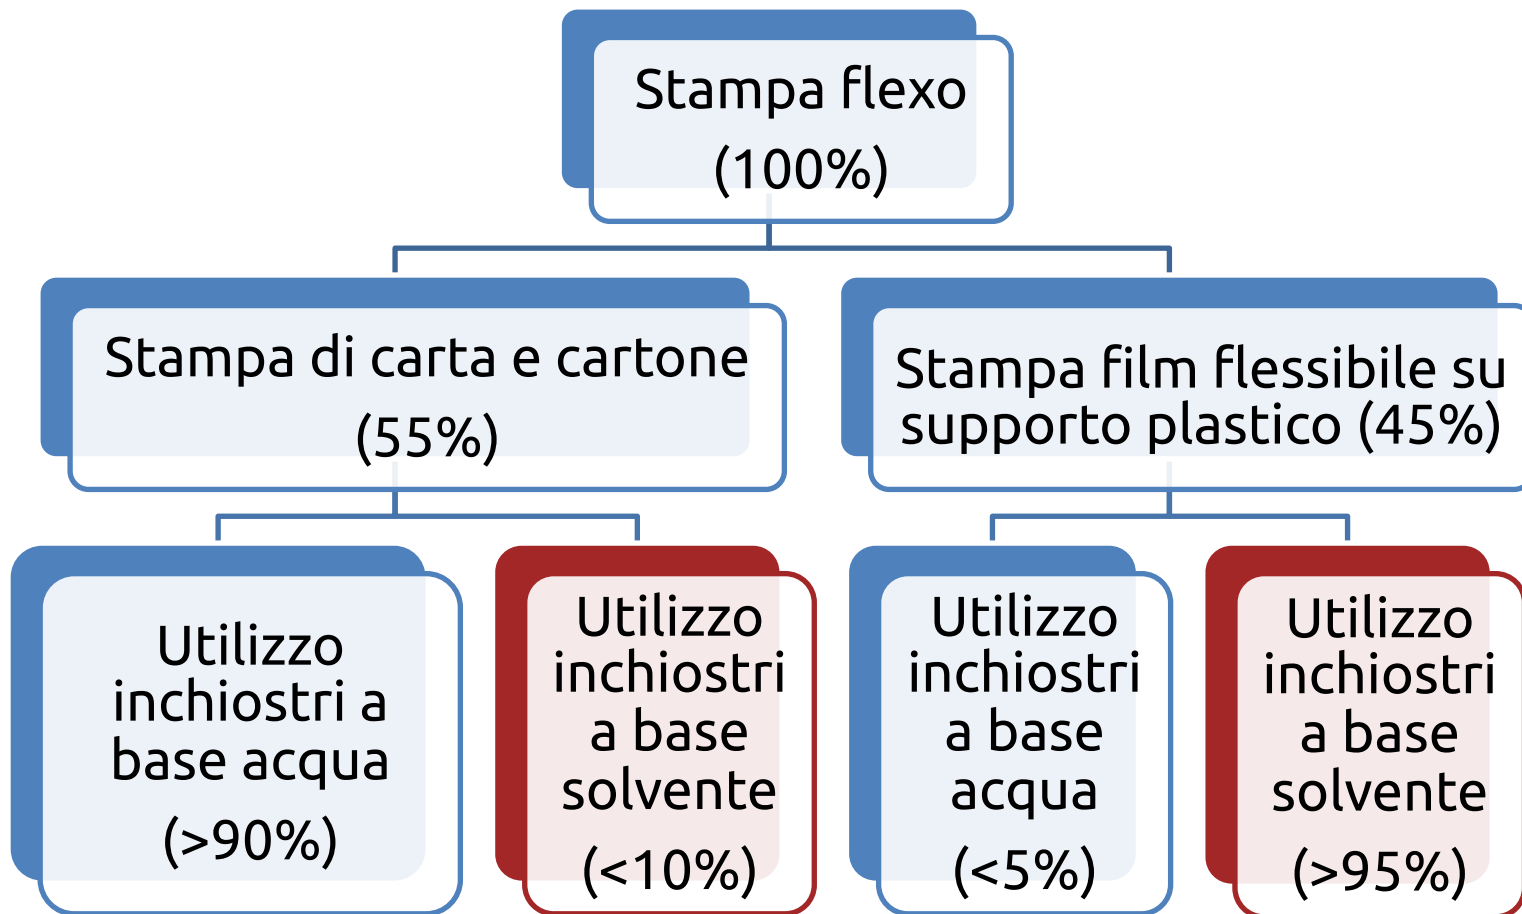 Stampa flexo
(100%)
Stampa di carta e cartone
(55%)
Stampa film flessibile su
supporto plastico (45%)
Utilizzo
inchiostri a
base acqua
(>90%)
Utilizzo
inchiostri
a base
solvente
(<10%)
Utilizzo
inchiostri
a base
acqua
(<5%)
Utilizzo
inchiostri
a base
solvente
(>95%)